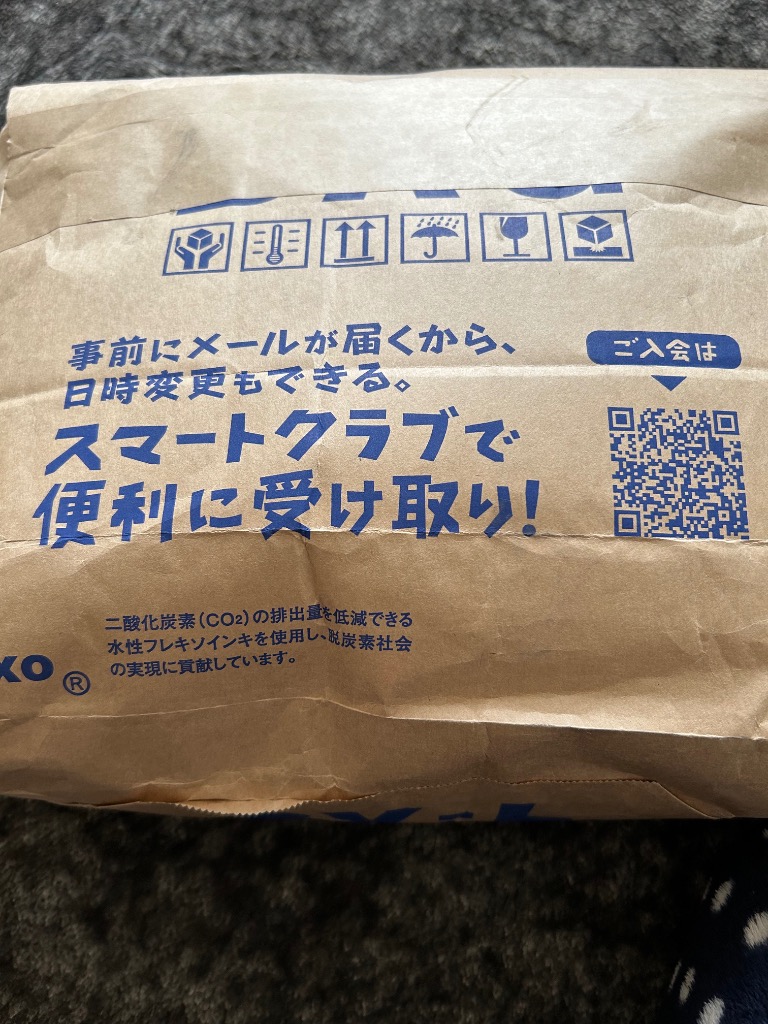 事前にメールが届くから、
日時変更もできる。
スマートクラブで
便利に受け取り!
ご入会は
二酸化炭素(CO₂)の排出量を低減できる
水性フレキソインキを使用し、脱炭素社会
の実現に貢献しています。
xo®